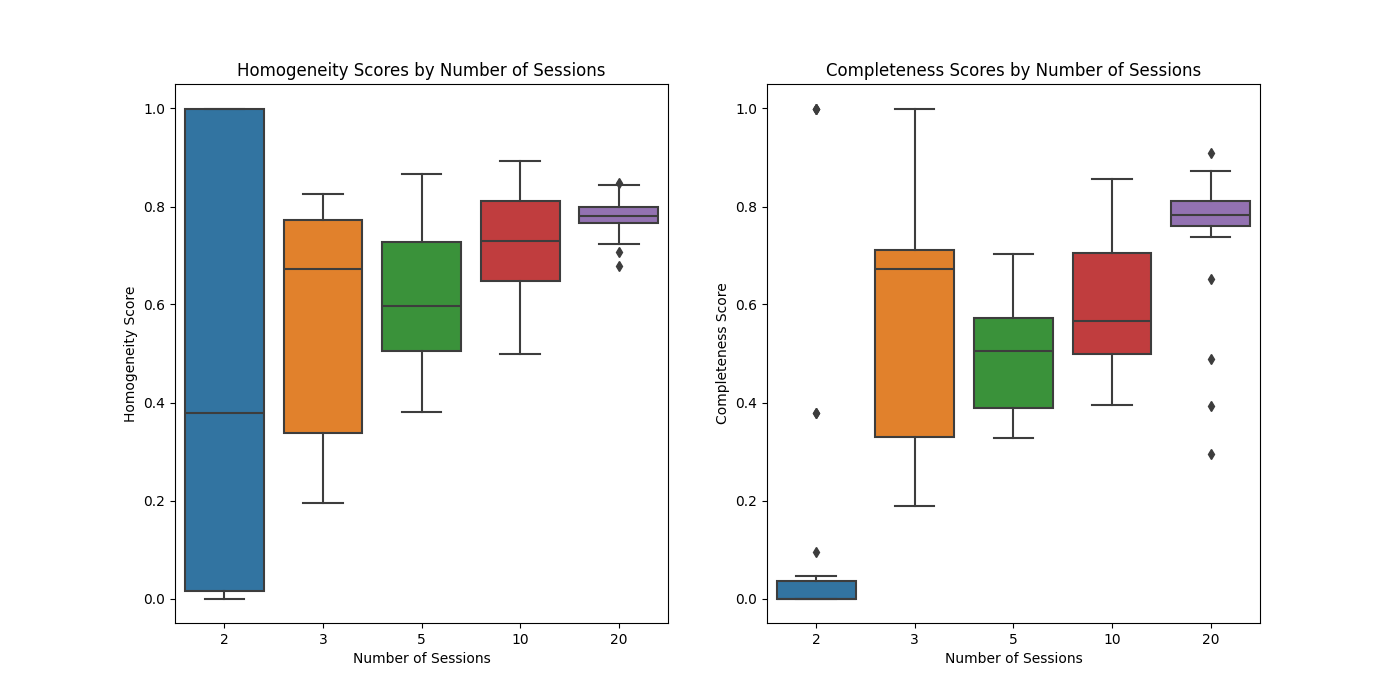 Homogeneity Scores by Number of Sessions
1.0
0.8
0.6
0.4
0.2
0.0
Homogeneity Score
2 3 5 10 20
Number of Sessions
Completeness Scores by Number of Sessions
1.0
0.8
0.6
0.4
0.2
0.0
Completeness Score
2 3 5 10 20
Number of Sessions